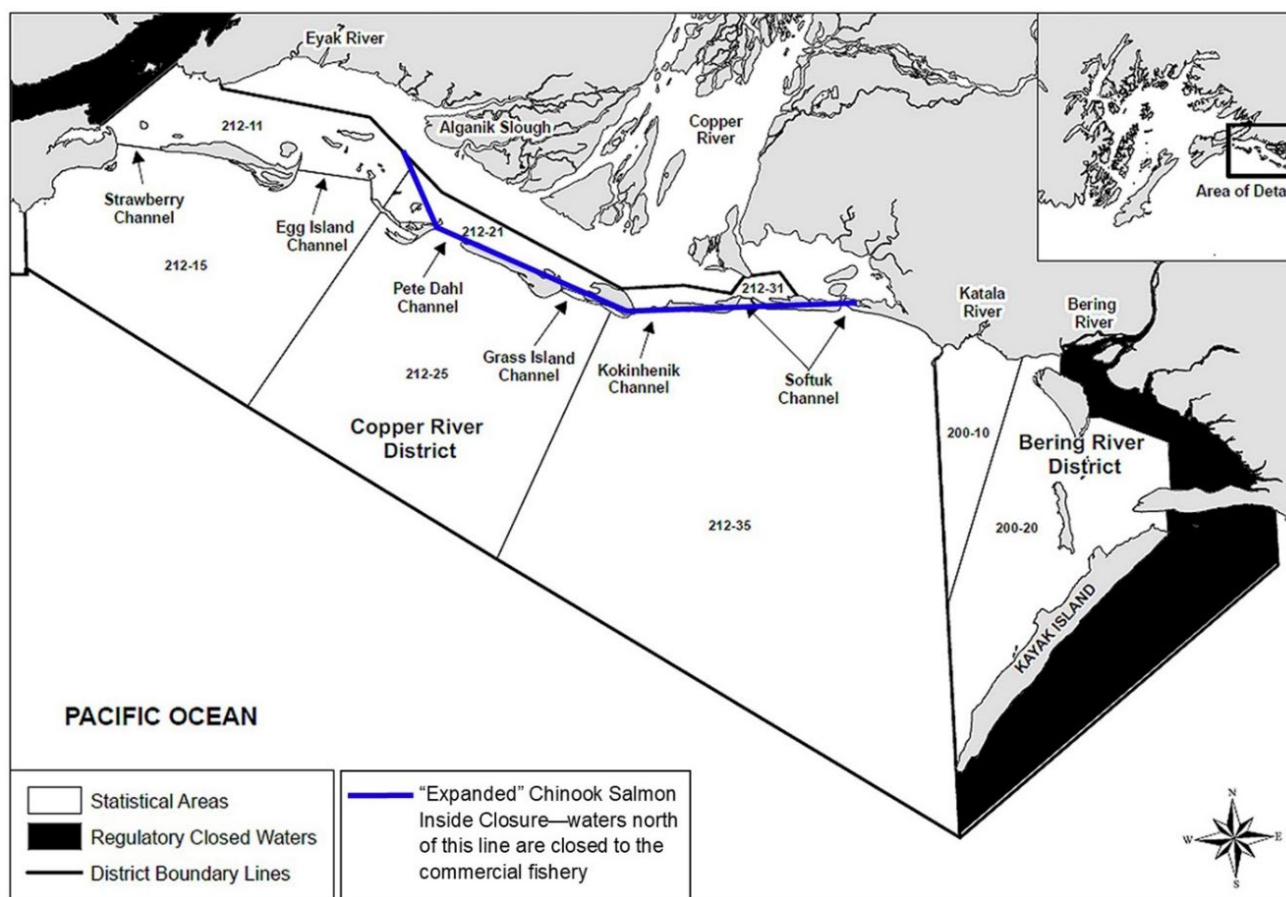 Eyak River
212-11
Alganik Slough
Copper
River
Area of Deta
Strawberry
Channel
Egg Island
Channel
212-21
212-15
Pete Dahl
Channel
212-31
Katala
River
Bering
River
Grass Island
Channel
Kokinhenik
Channel
Softuk
Channel
212-25
Copper River
District
200-10
Bering River
District
212-35
200-20
KAYAK ISLAND
PACIFIC OCEAN
Statistical Areas
Regulatory Closed Waters
District Boundary Lines
“Expanded” Chinook Salmon
Inside Closure—waters north
of this line are closed to the
commercial fishery
N
W
E
S